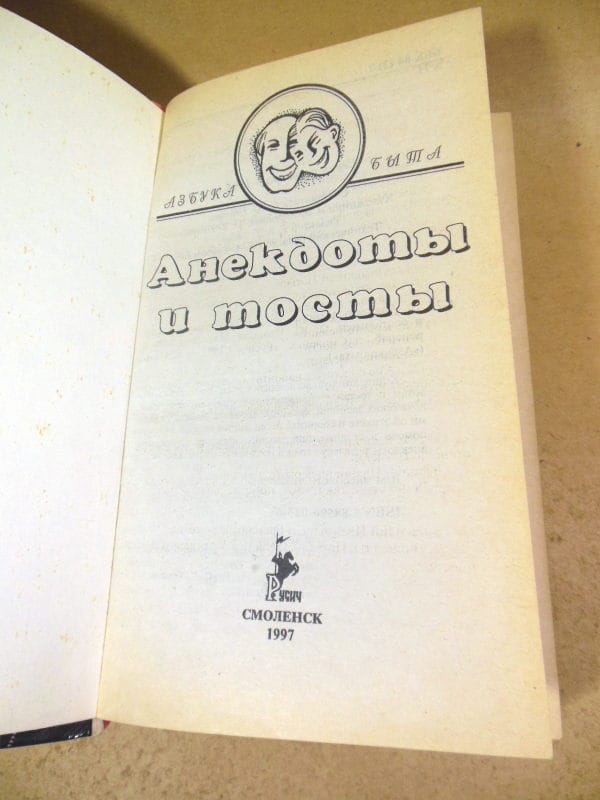 АЗБУКА БЫТА
Анекдоты
и тосты
Русич
СМОЛЕНСК
1997